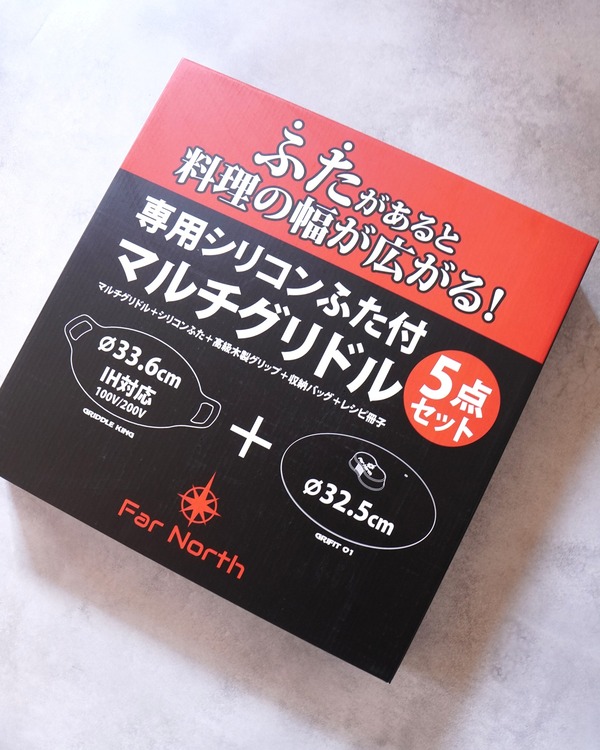 ふたがあると
料理の幅が広がる!
専用シリコンふた付
マルチグリドル
マルチグリドル+シリコンふた+高級木製グリップ+収納バッグ+レシピ冊子
5点
セット
Ø33.6cm
IH対応
100V/200V
GRIDDLE KING
+
Ø32.5cm
GRIFIT 01
Far North